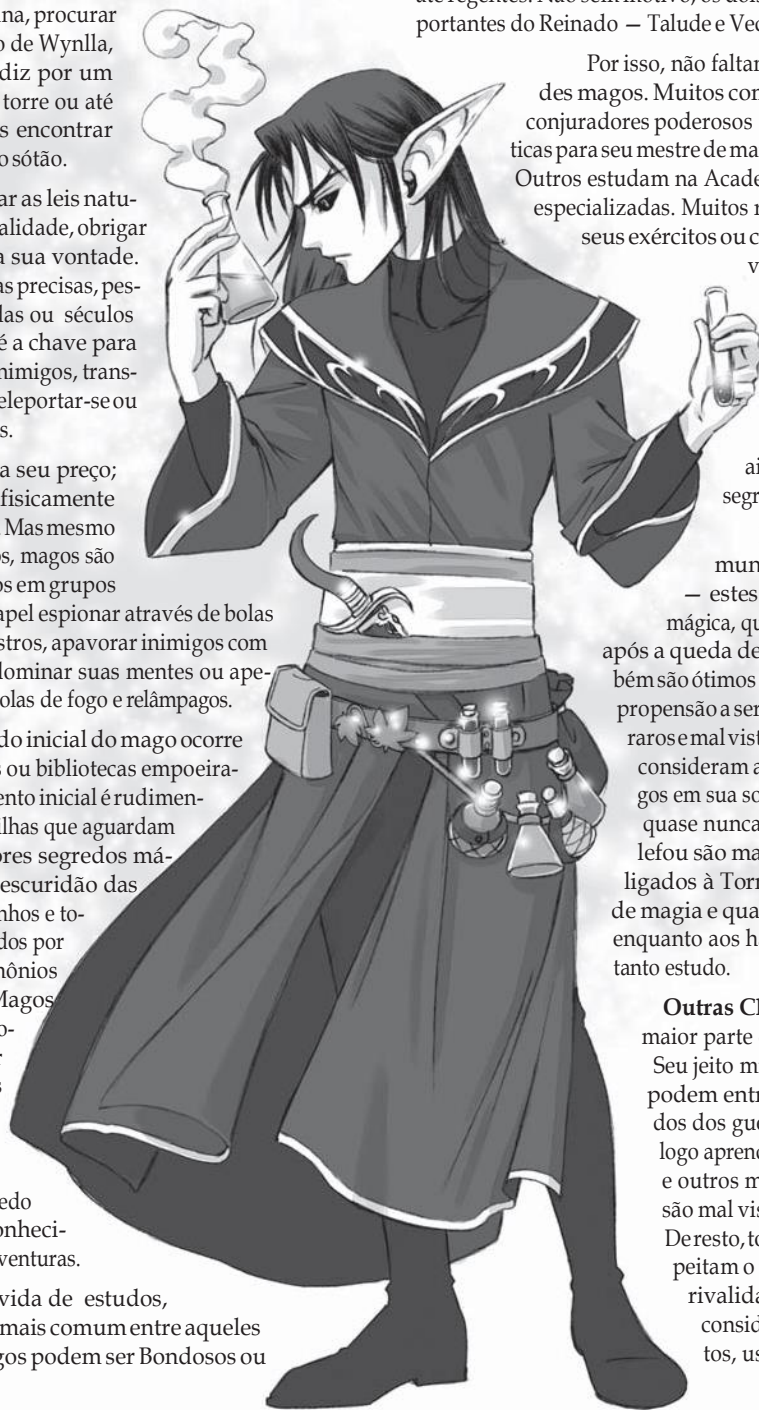 na, procurar
o de Wynlla,
diz por um
torre ou até
s encontrar
o sótão.
ar as leis natu-
alidade, obrigar
a sua vontade.
as precisas, pes-
las ou séculos
é a chave para
nimigos, trans-
eleportar-se ou
s.
a seu preço;
fisicamente
. Mas mesmo
os, magos são
os em grupos
apel espionar através de bolas
stros, apavorar inimigos com
dominar suas mentes ou ape-
olas de fogo e relâmpagos.
do inicial do mago ocorre
s ou bibliotecas empoeira-
ento inicial é rudimen-
ilhas que aguardam
ores segredos má-
escuridão das
nhos e to-
dos por
mônios
Magos
o-
r
s
edo
onheci-
venturas.
vida de estudos,
mais comum entre aqueles
gos podem ser Bondosos ou
até regentes. Não sem motivo, os dois
portantes do Reinado — Talude e Vec
Por isso, não faltar
des magos. Muitos com
conjuradores poderosos
ticas para seu mestre de ma
Outros estudam na Acade
especializadas. Muitos r
seus exércitos ou c
v
ai
segr
mun
— estes
mágica, qu
após a queda de
bém são ótimos
propensão a ser
raros e mal vist
consideram a
gos em sua so
quase nunca
lefou são ma
ligados à Torr
de magia e qua
enquanto aos h
tanto estudo.
Outras Cl
maior parte
Seu jeito m
podem entr
dos dos gue
logo apren
e outros m
são mal vis
De resto, to
peitam o
rivalida
consid
tos, us